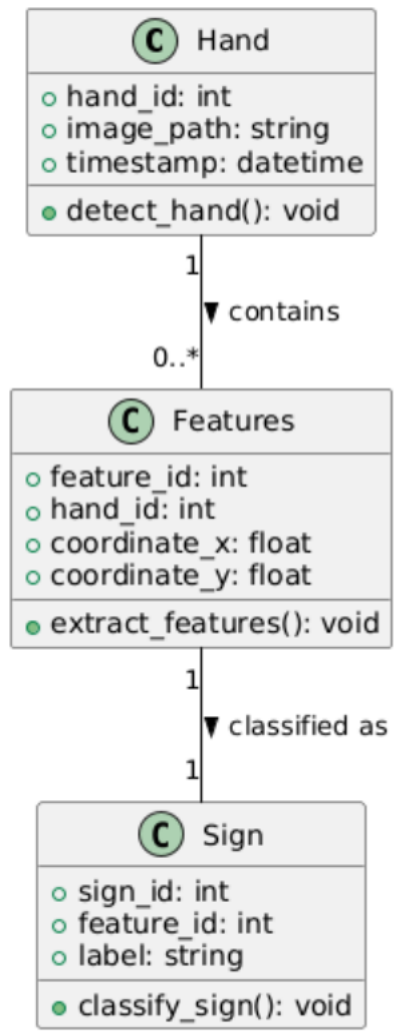 C Hand
hand_id: int
image_path: string
timestamp: datetime
detect_hand(): void
1
contains
0..*
C Features
feature_id: int
hand_id: int
coordinate_x: float
coordinate_y: float
extract_features(): void
1
classified as
1
C Sign
sign_id: int
feature_id: int
label: string
classify_sign(): void